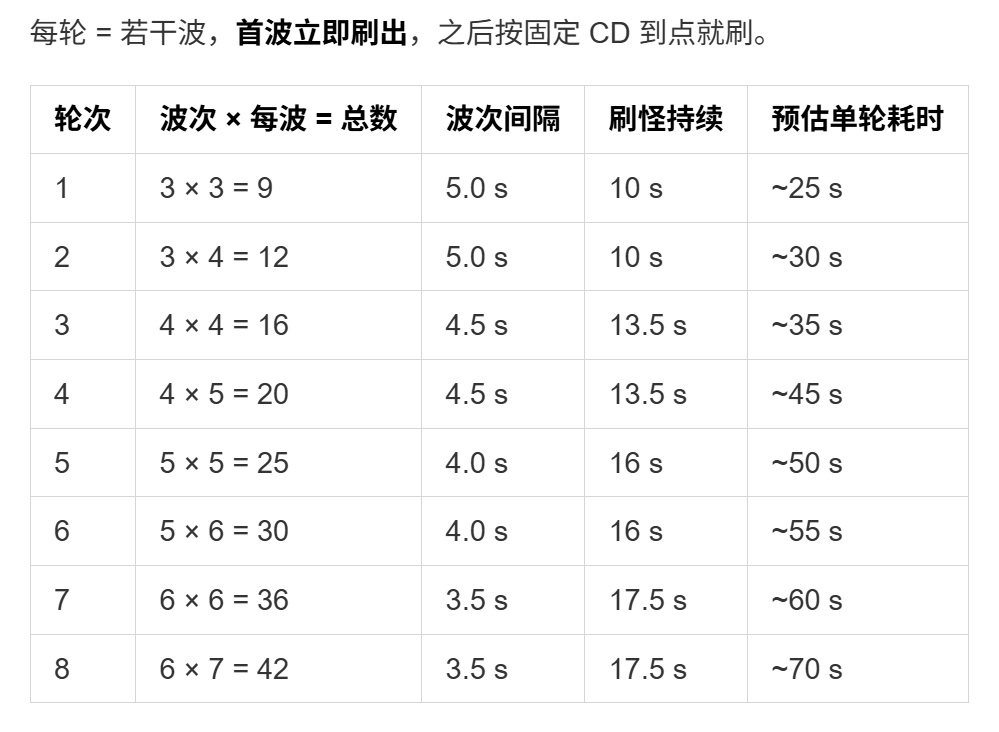 每轮 = 若干波，首波立即刷出，之后按固定 CD 到点就刷。
轮次 波次 × 每波 = 总数 波次间隔 刷怪持续 预估单轮耗时
1 3 × 3 = 9 5.0 s 10 s ~25 s
2 3 × 4 = 12 5.0 s 10 s ~30 s
3 4 × 4 = 16 4.5 s 13.5 s ~35 s
4 4 × 5 = 20 4.5 s 13.5 s ~45 s
5 5 × 5 = 25 4.0 s 16 s ~50 s
6 5 × 6 = 30 4.0 s 16 s ~55 s
7 6 × 6 = 36 3.5 s 17.5 s ~60 s
8 6 × 7 = 42 3.5 s 17.5 s ~70 s